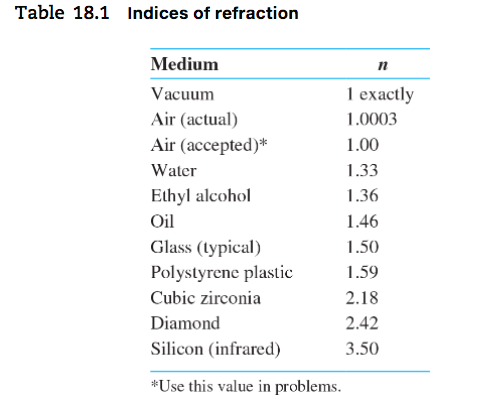 Table 18.1 Indices of refraction
Medium n
Vacuum 1 exactly
Air (actual) 1.0003
Air (accepted)* 1.00
Water 1.33
Ethyl alcohol 1.36
Oil 1.46
Glass (typical) 1.50
Polystyrene plastic 1.59
Cubic zirconia 2.18
Diamond 2.42
Silicon (infrared) 3.50
*Use this value in problems.